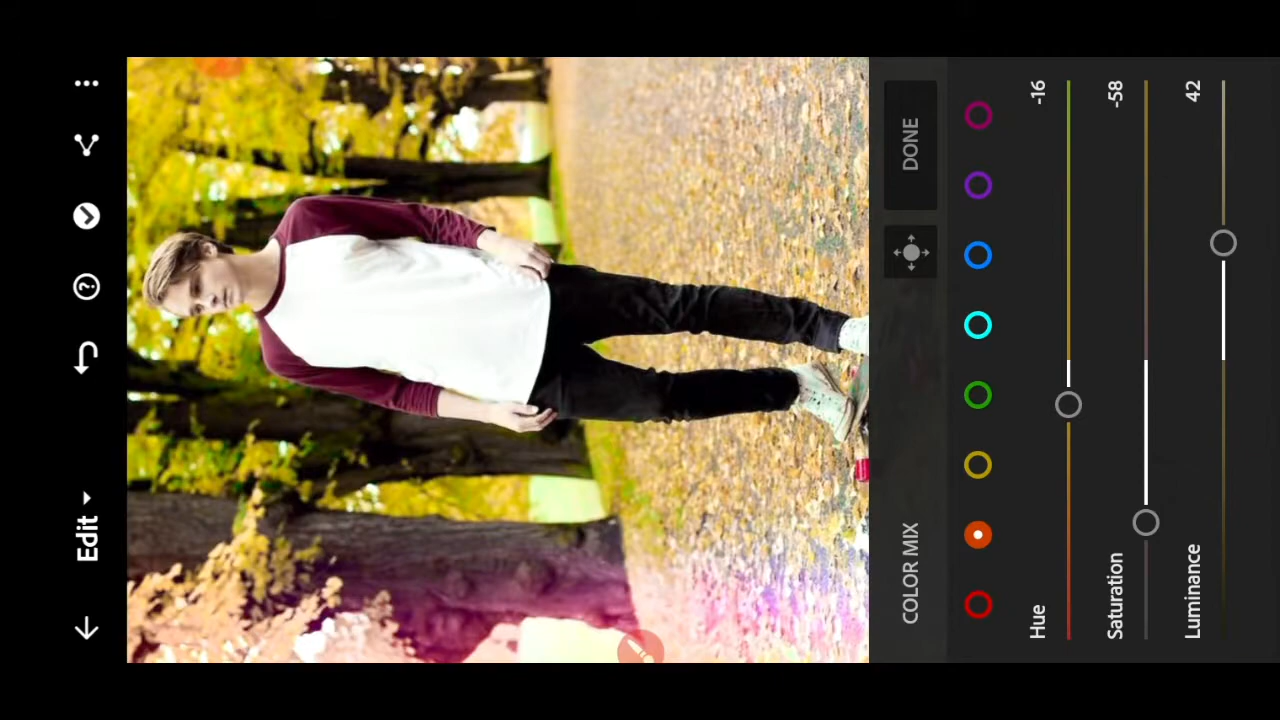 Edit
COLOR MIX
DONE
Hue
-16
Saturation
-58
Luminance
42